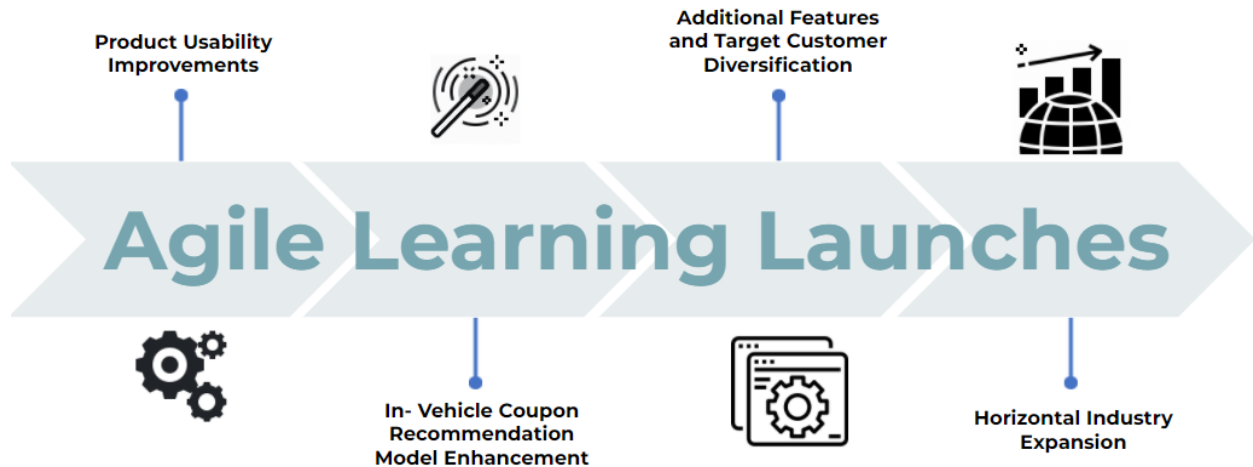 Product Usability
Improvements
Additional Features
and Target Customer
Diversification
Agile Learning Launches
In- Vehicle Coupon
Recommendation
Model Enhancement
Horizontal Industry
Expansion